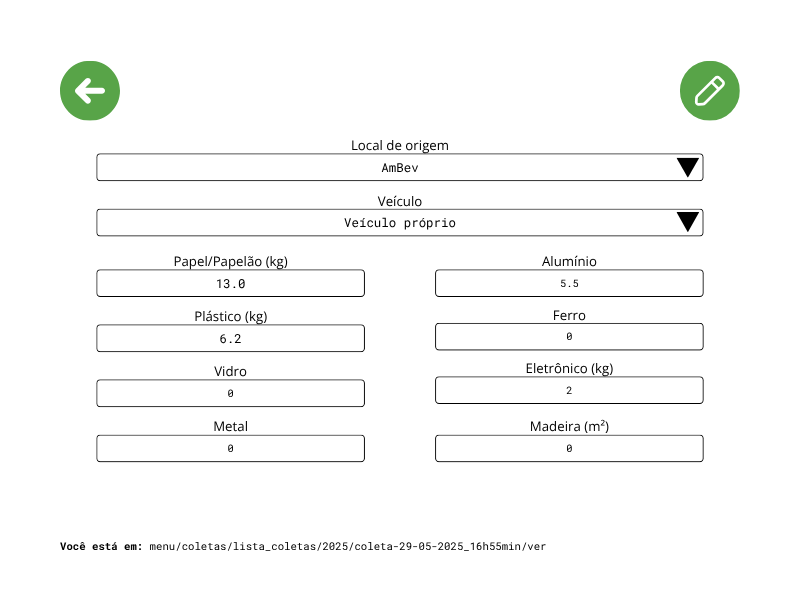 Local de origem
AmBev
Veículo
Veículo próprio
Papel/Papelão (kg)
13.0
Alumínio
5.5
Plástico (kg)
6.2
Ferro
0
Vidro
0
Eletrônico (kg)
2
Metal
0
Madeira (m²)
0
Você está em: menu/coletas/lista_coletas/2025/coleta-29-05-2025_16h55min/ver